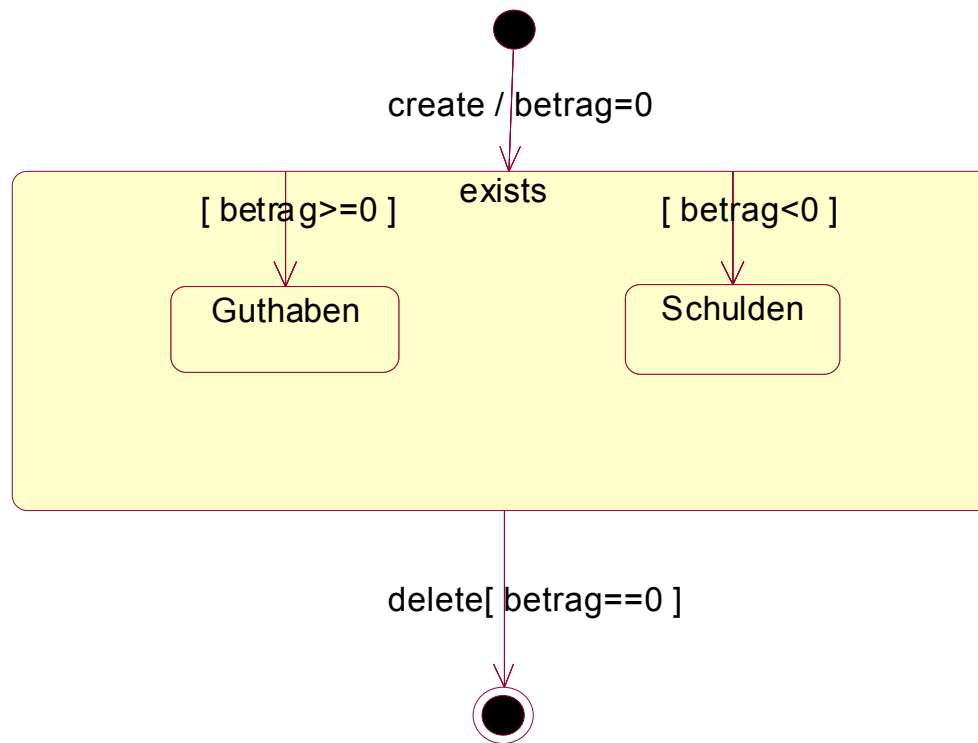 create / betrag=0
exists
[ betrag>=0 ]
[ betrag<0 ]
Guthaben
Schulden
delete[ betrag==0 ]